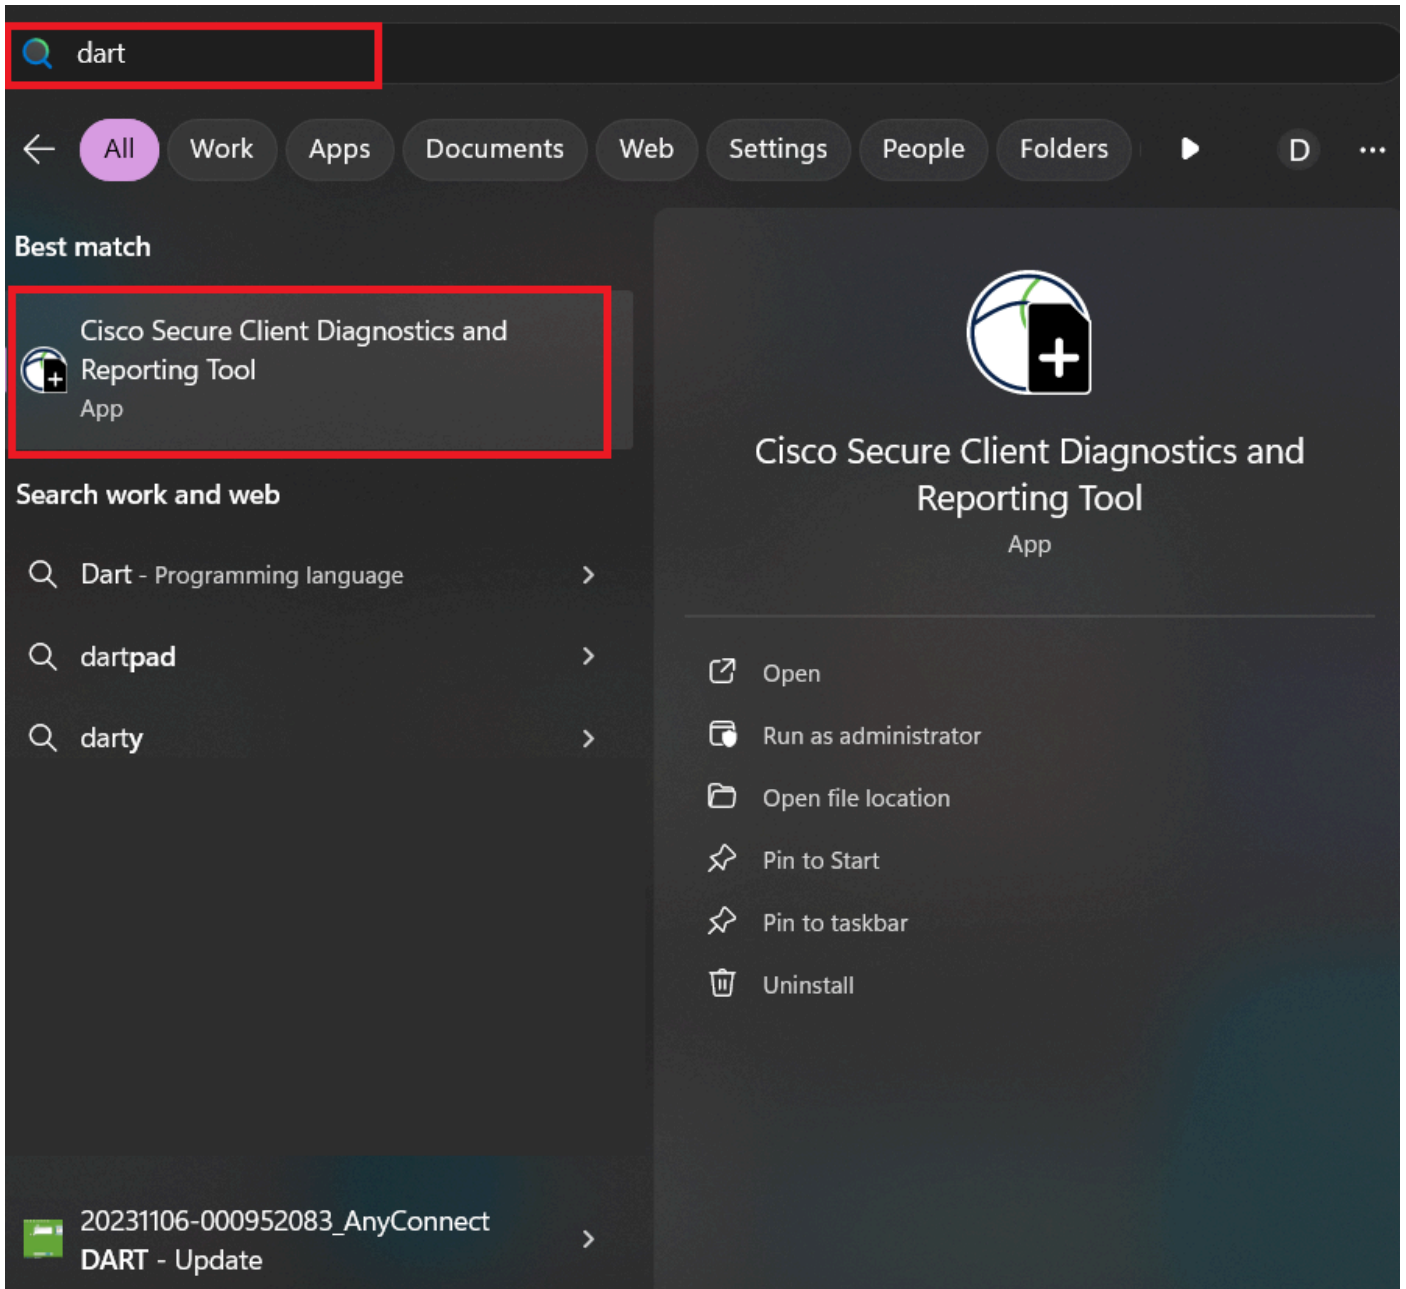 dart
All Work Apps Documents Web Settings People Folders D ...
Best match
Cisco Secure Client Diagnostics and
Reporting Tool
App
Search work and web
Dart - Programming language
dartpad
darty
20231106-000952083_AnyConnect
DART - Update
Cisco Secure Client Diagnostics and
Reporting Tool
App
Open
Run as administrator
Open file location
Pin to Start
Pin to taskbar
Uninstall